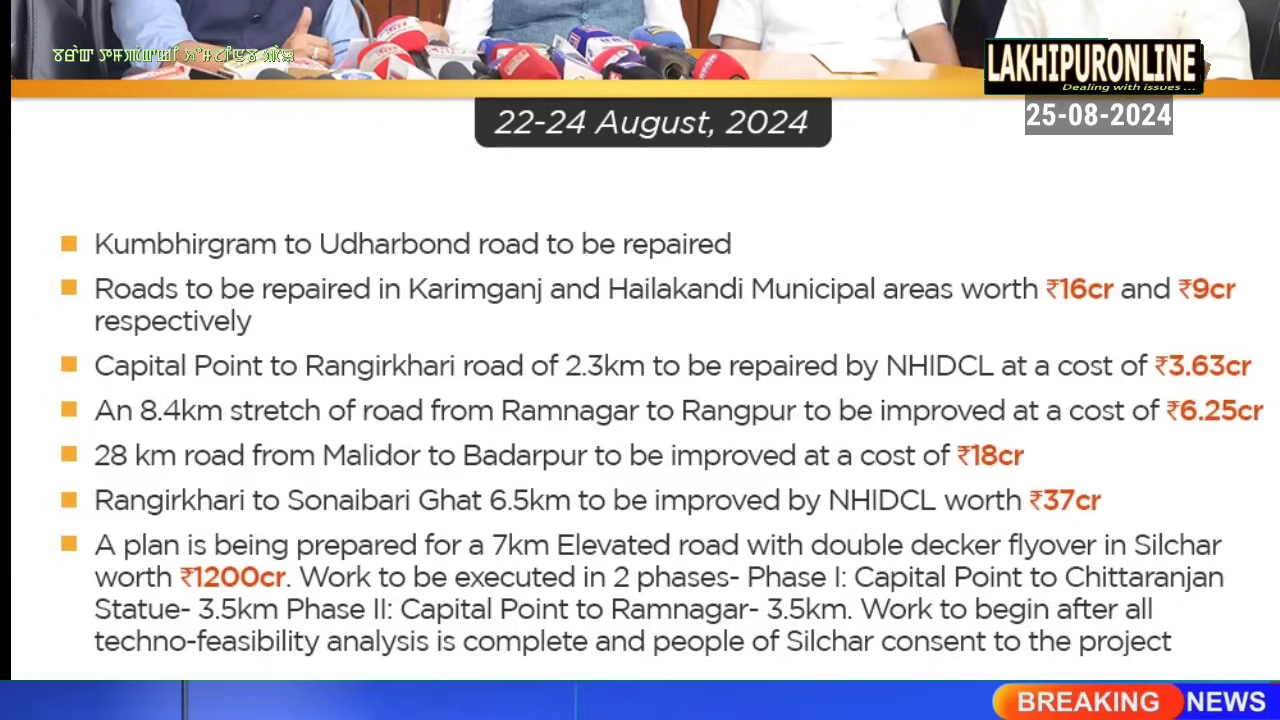 LAKHIPURONLINE
Dealing with issues ...
25-08-2024
22-24 August, 2024
Kumbhirgram to Udharbond road to be repaired
Roads to be repaired in Karimganj and Hailakandi Municipal areas worth ₹16cr and ₹9cr
respectively
Capital Point to Rangirkhari road of 2.3km to be repaired by NHIDCL at a cost of ₹3.63cr
An 8.4km stretch of road from Ramnagar to Rangpur to be improved at a cost of ₹6.25cr
28 km road from Malidor to Badarpur to be improved at a cost of ₹18cr
Rangirkhari to Sonaibari Ghat 6.5km to be improved by NHIDCL worth ₹37cr
A plan is being prepared for a 7km Elevated road with double decker flyover in Silchar
worth ₹1200cr. Work to be executed in 2 phases- Phase I: Capital Point to Chittaranjan
Statue- 3.5km Phase II: Capital Point to Ramnagar- 3.5km. Work to begin after all
techno-feasibility analysis is complete and people of Silchar consent to the project
BREAKING NEWS